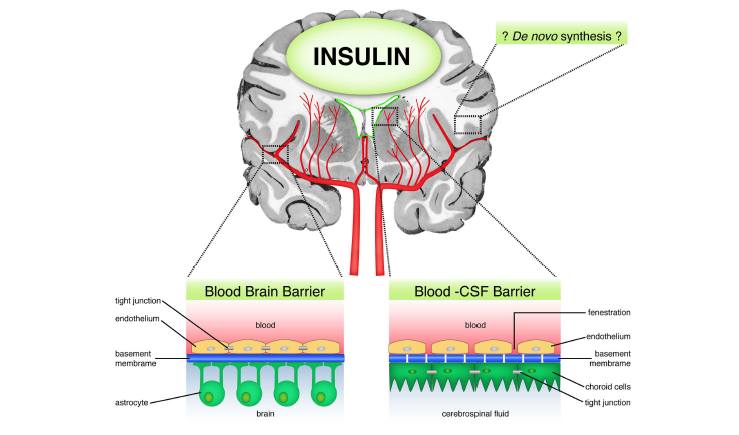 ? De novo synthesis ?
INSULIN
Blood Brain Barrier
blood
tight junction
endothelium
basement
membrane
astrocyte
brain
Blood -CSF Barrier
blood
fenestration
endothelium
basement
membrane
choroid cells
tight junction
cerebrospinal fluid